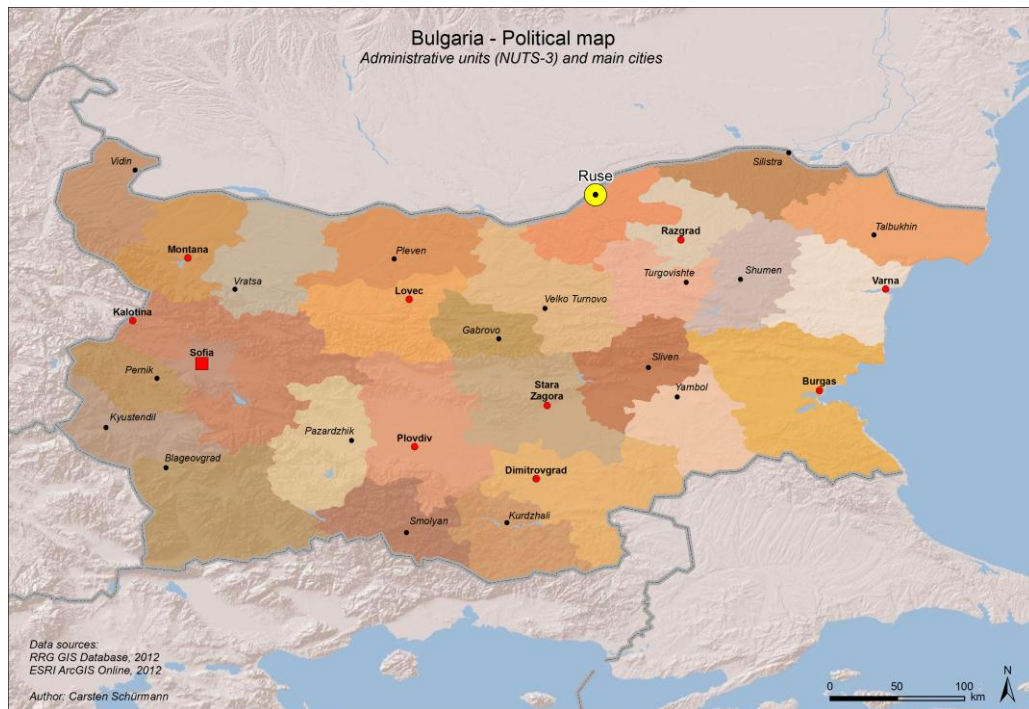 Bulgaria - Political map
Administrative units (NUTS-3) and main cities
Vidin
Silistra
Ruse
Talbukhin
Razgrad
Montana
Pleven
Turgovishte
Shumen
Vratsa
Lovec
Varna
Velko Turnovo
Kalotina
Gabrovo
Sofia
Sliven
Pernik
Stara
Zagora
Yambol
Burgas
Kyustendil
Pazardzhik
Plovdiv
Blageovgrad
Dimitrovgrad
Smolyan
Kurdzhali
Data sources:
RRG GIS Database, 2012
ESRI ArcGIS Online, 2012
Author: Carsten Schürmann
N
0 50 100
km